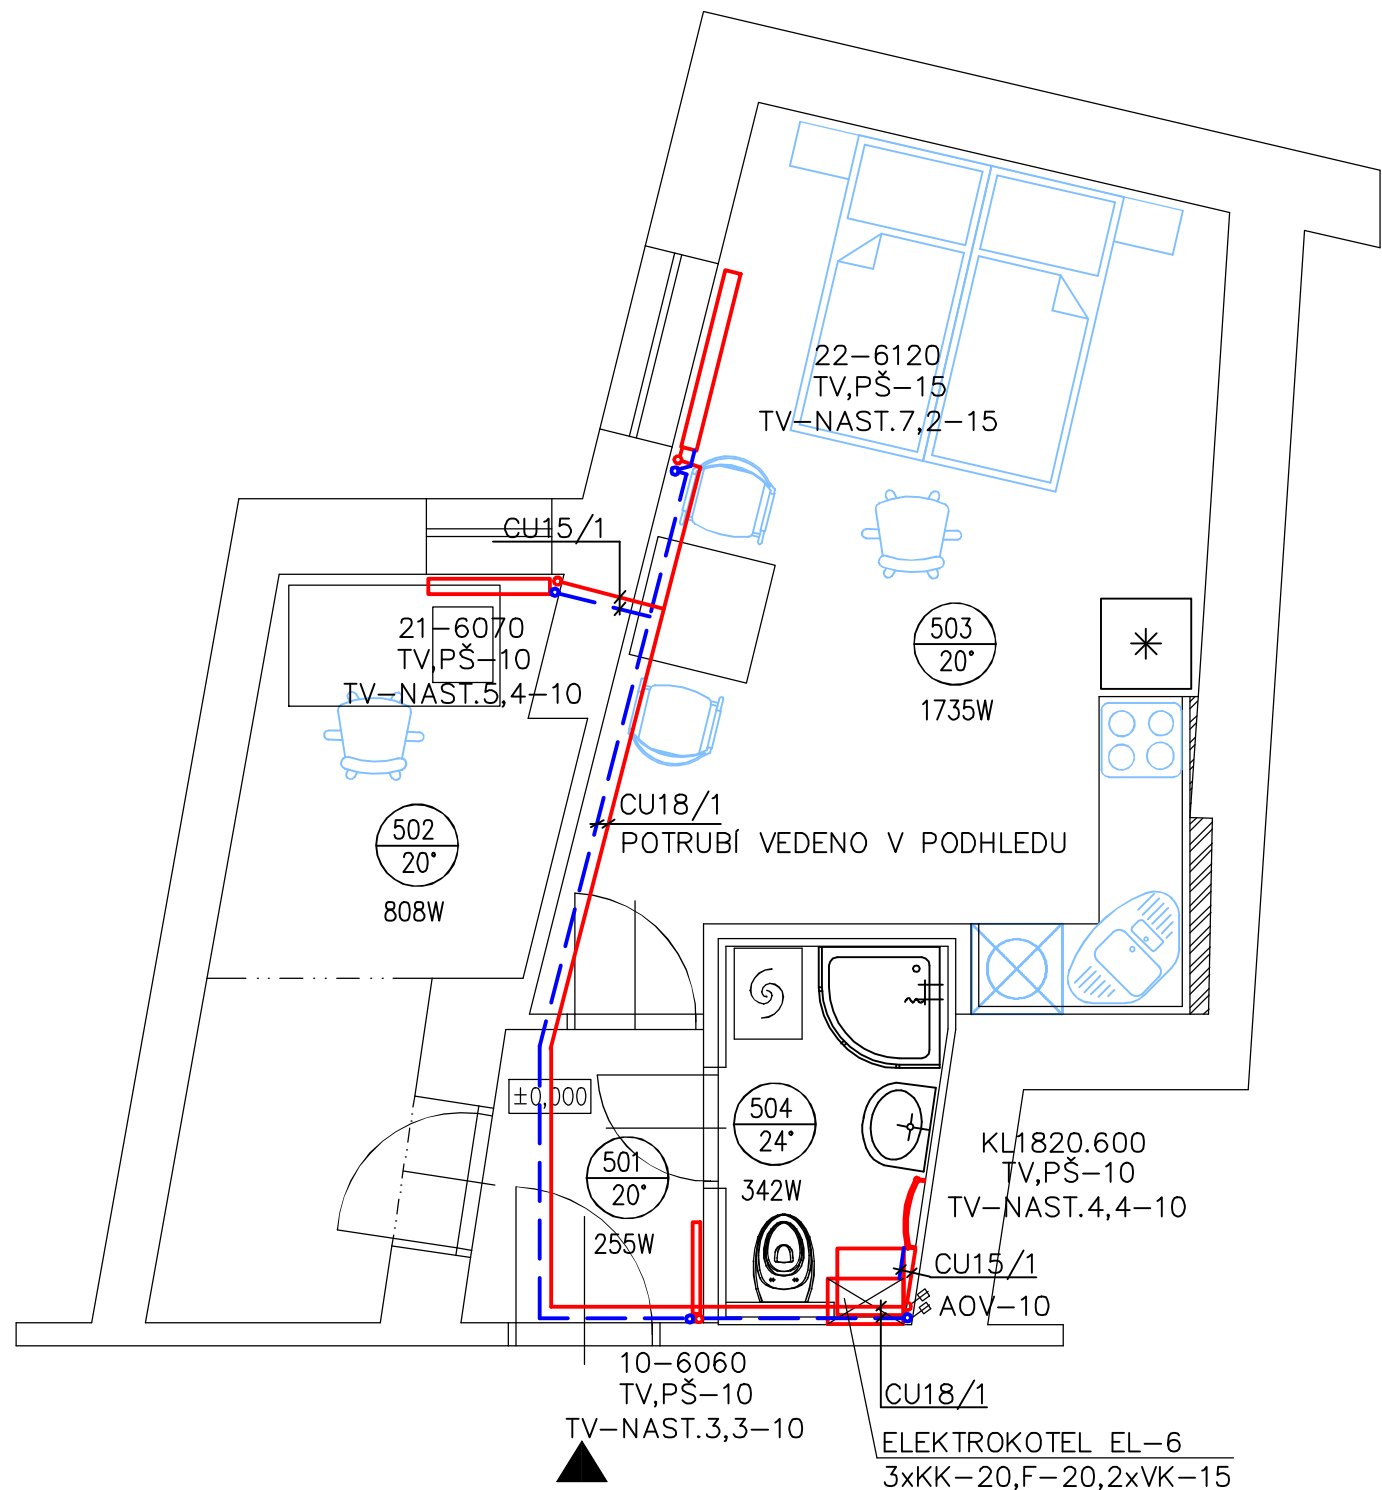 22-6120
TV,PŠ-15
TV-NAST.7,2-15
CU15/1
21-6070
TV,PŠ-10
TV-NAST.5,4-10
503
20°
1735W
CU18/1
POTRUBÍ VEDENO V PODHLEDU
502
20°
808W
±0,000
504
24°
342W
501
20°
255W
KL1820.600
TV,PŠ-10
TV-NAST.4,4-10
CU15/1
AOV-10
10-6060
TV,PŠ-10
TV-NAST.3,3-10
CU18/1
ELEKTROKOTEL EL-6
3xKK-20,F-20,2xVK-15